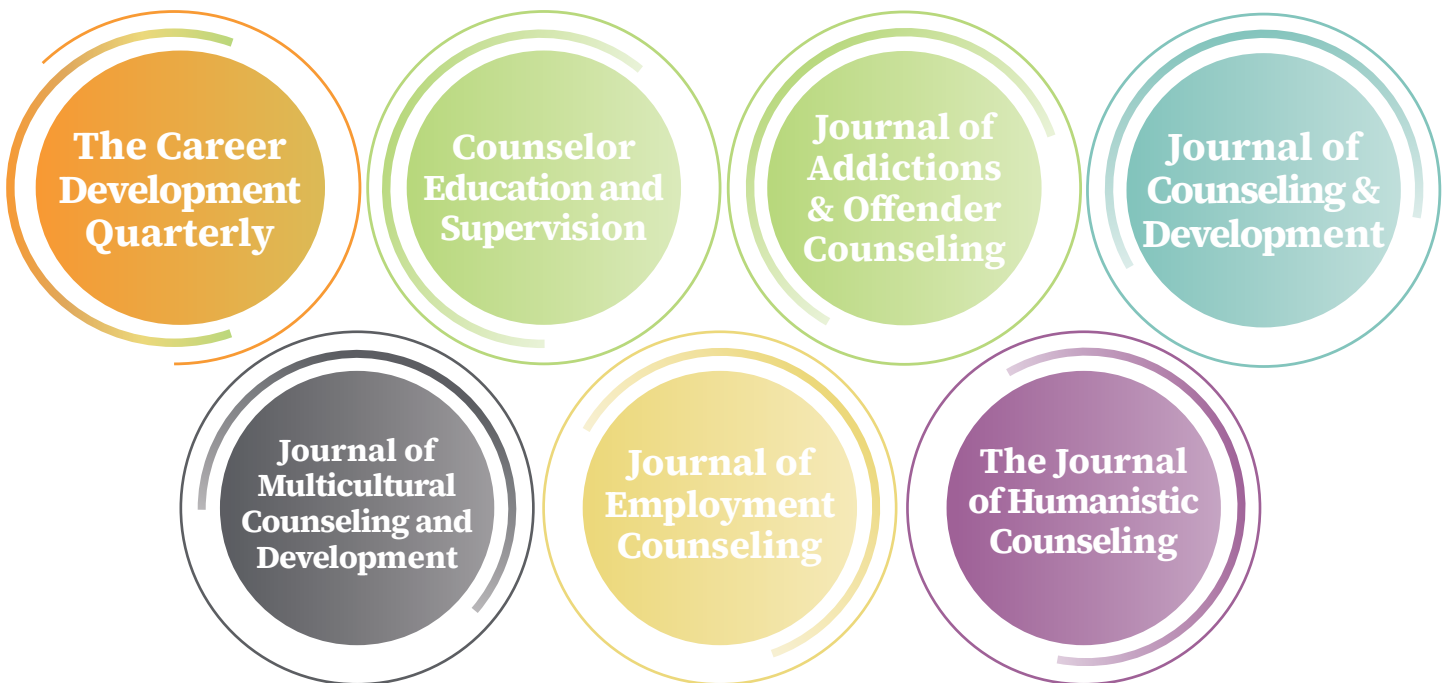 The Career
Development
Quarterly
Counselor
Education and
Supervision
Journal of
Addictions
& Offender
Counseling
Journal of
Counseling &
Development
Journal of
Multicultural
Counseling and
Development
Journal of
Employment
Counseling
The Journal
of Humanistic
Counseling